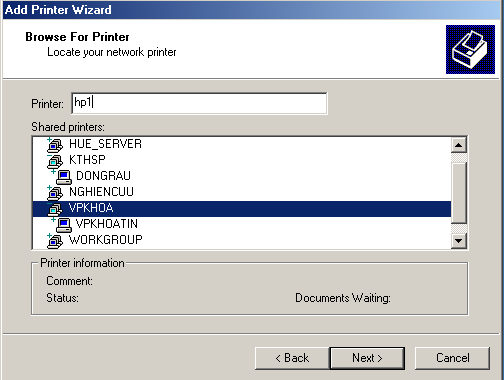 Add Printer Wizard
Browse For Printer
Locate your network printer
Printer: hp1
Shared printers:
HUE_SERVER
KTHSP
DONGRAU
NGHIENCUU
VPKHOA
VPKHOATIN
WORKGROUP
Printer information
Comment:
Status: Documents Waiting:
< Back Next > Cancel